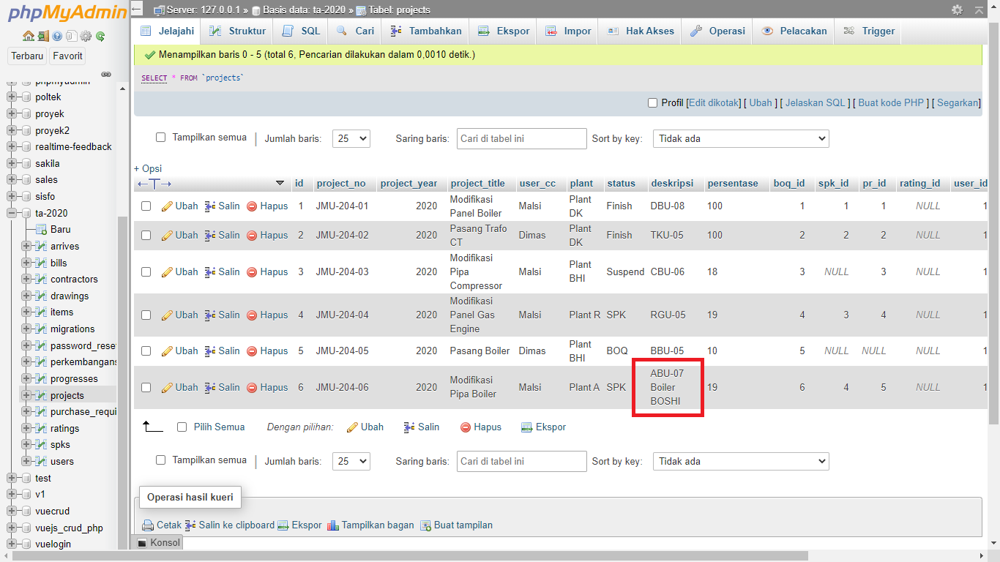 phpMyAdmin
Terbaru Favorit
phpmyadmin
poltek
proyek
proyek2
realtime-feedback
sakila
sales
sisfo
ta-2020
Baru
arrives
bills
contractors
drawings
items
migrations
password_rese
perkembangans
progresses
projects
purchase_requi
ratings
spks
users
test
v1
vuecrud
vuejs_crud_php
vuelogin
Server: 127.0.0.1 » Basis data: ta-2020 » Tabel: projects
Jelajahi Struktur SQL Cari Tambahkan Ekspor Impor Hak Akses Operasi Pelacakan Trigger
Menampilkan baris 0 - 5 (total 6, Pencarian dilakukan dalam 0,0010 detik.)
SELECT * FROM `projects`
Profil [Edit dikotak] [ Ubah ] [ Jelaskan SQL ] [ Buat kode PHP ] [ Segarkan]
Tampilkan semua | Jumlah baris: 25 Saring baris: Cari di tabel ini Sort by key: Tidak ada
+ Opsi
←T→ id project_no project_year project_title user_cc plant status deskripsi persentase boq_id spk_id pr_id rating_id user_id
Ubah Salin Hapus 1 JMU-204-01 2020 Modifikasi Panel Boiler Malsi Plant DK Finish DBU-08 100 1 1 1 NULL 1
Ubah Salin Hapus 2 JMU-204-02 2020 Pasang Trafo CT Dimas Plant DK Finish TKU-05 100 2 2 2 NULL 1
Ubah Salin Hapus 3 JMU-204-03 2020 Modifikasi Pipa Compressor Malsi Plant BHI Suspend CBU-06 18 3 NULL 3 NULL 1
Ubah Salin Hapus 4 JMU-204-04 2020 Modifikasi Panel Gas Engine Malsi Plant R SPK RGU-05 19 4 3 4 NULL 1
Ubah Salin Hapus 5 JMU-204-05 2020 Pasang Boiler Dimas Plant BHI BOQ BBU-05 10 5 NULL NULL NULL 1
Ubah Salin Hapus 6 JMU-204-06 2020 Modifikasi Pipa Boiler Malsi Plant A SPK ABU-07 Boiler BOSHI 19 6 4 5 NULL 1
Pilih Semua Dengan pilihan: Ubah Salin Hapus Ekspor
Tampilkan semua | Jumlah baris: 25 Saring baris: Cari di tabel ini Sort by key: Tidak ada
Operasi hasil kueri
Cetak Salin ke clipboard Ekspor Tampilkan bagan Buat tampilan
Konsol